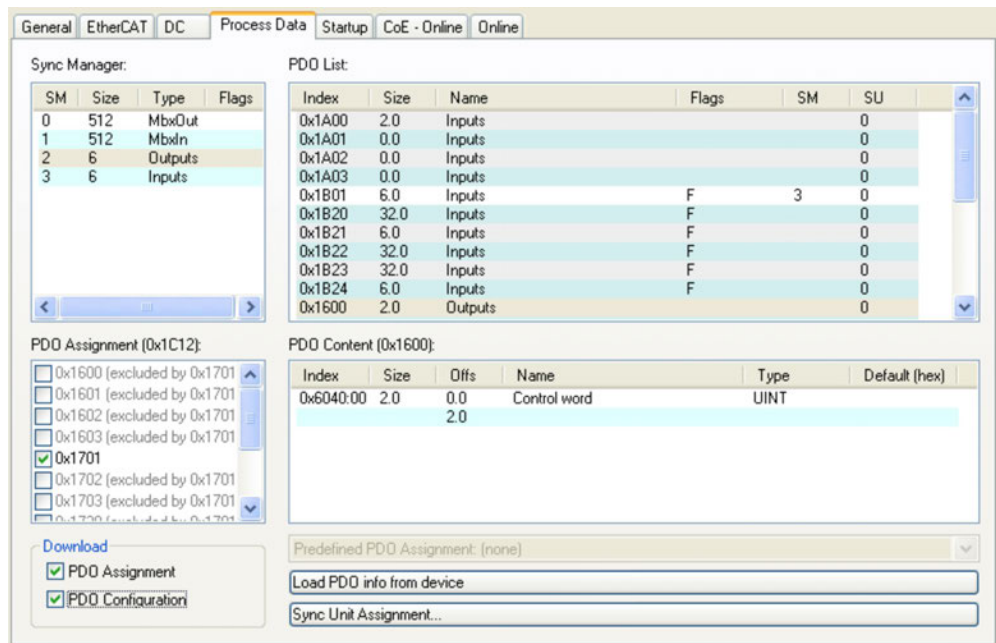 General EtherCAT DC Process Data Startup CoE - Online Online
Sync Manager:
SM Size Type Flags
0 512 MbxOut
1 512 MbxIn
2 6 Outputs
3 6 Inputs
PDO List:
Index Size Name Flags SM SU
0x1A00 2.0 Inputs 0
0x1A01 0.0 Inputs 0
0x1A02 0.0 Inputs 0
0x1A03 0.0 Inputs 0
0x1B01 6.0 Inputs F 3 0
0x1B20 32.0 Inputs F 0
0x1B21 6.0 Inputs F 0
0x1B22 32.0 Inputs F 0
0x1B23 32.0 Inputs F 0
0x1B24 6.0 Inputs F 0
0x1600 2.0 Outputs 0
PDO Assignment (0x1C12):
0x1600 (excluded by 0x1701
0x1601 (excluded by 0x1701
0x1602 (excluded by 0x1701
0x1603 (excluded by 0x1701
0x1701
0x1702 (excluded by 0x1701
0x1703 (excluded by 0x1701
PDO Content (0x1600):
Index Size Offs Name Type Default (hex)
0x6040:00 2.0 0.0 Control word UINT
2.0
Download
PDO Assignment
PDO Configuration
Predefined PDO Assignment: (none)
Load PDO info from device
Sync Unit Assignment...